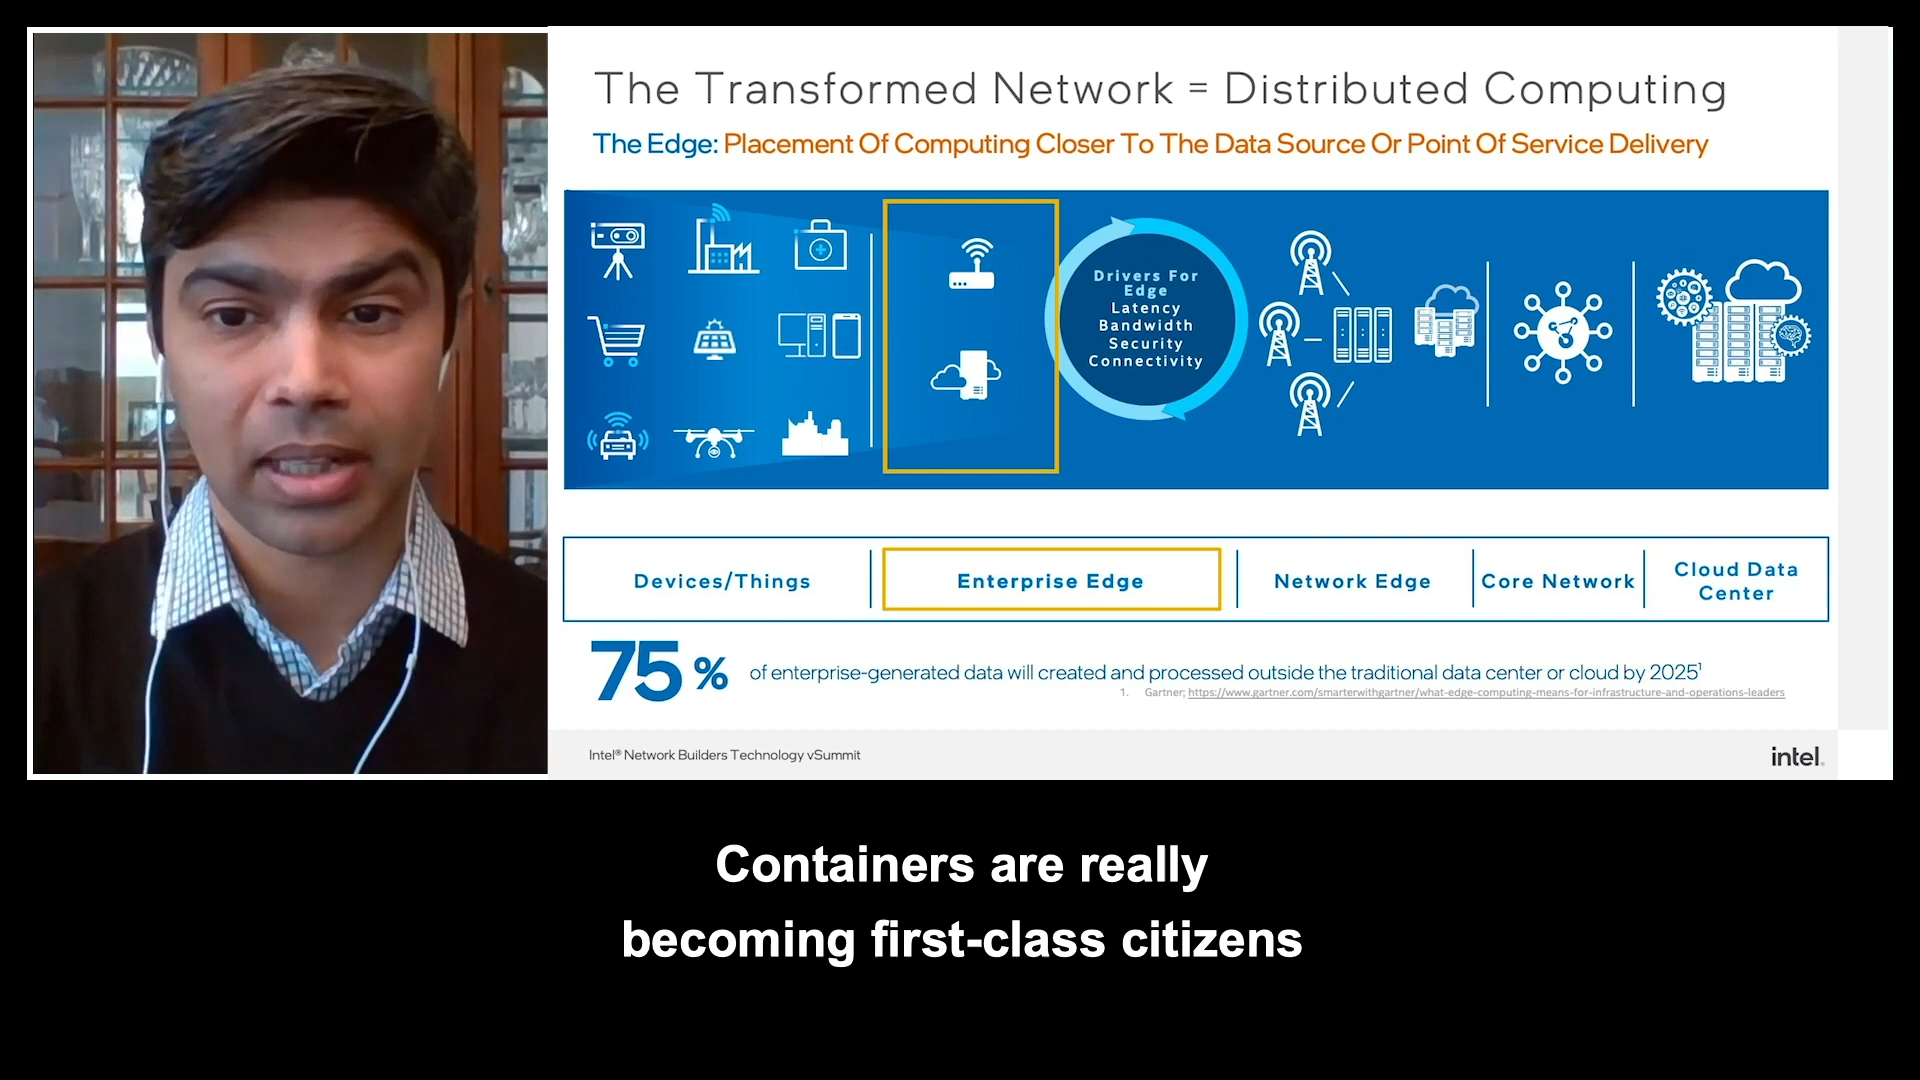 The Transformed Network = Distributed Computing
The Edge: Placement Of Computing Closer To The Data Source Or Point Of Service Delivery
Drivers For
Edge
Latency
Bandwidth
Security
Connectivity
Devices/Things
Enterprise Edge
Network Edge
Core Network
Cloud Data
Center
75 % of enterprise-generated data will created and processed outside the traditional data center or cloud by 2025¹
1. Gartner; https://www.gartner.com/smarterwithgartner/what-edge-computing-means-for-infrastructure-and-operations-leaders
Intel® Network Builders Technology vSummit
intel.
Containers are really
becoming first-class citizens